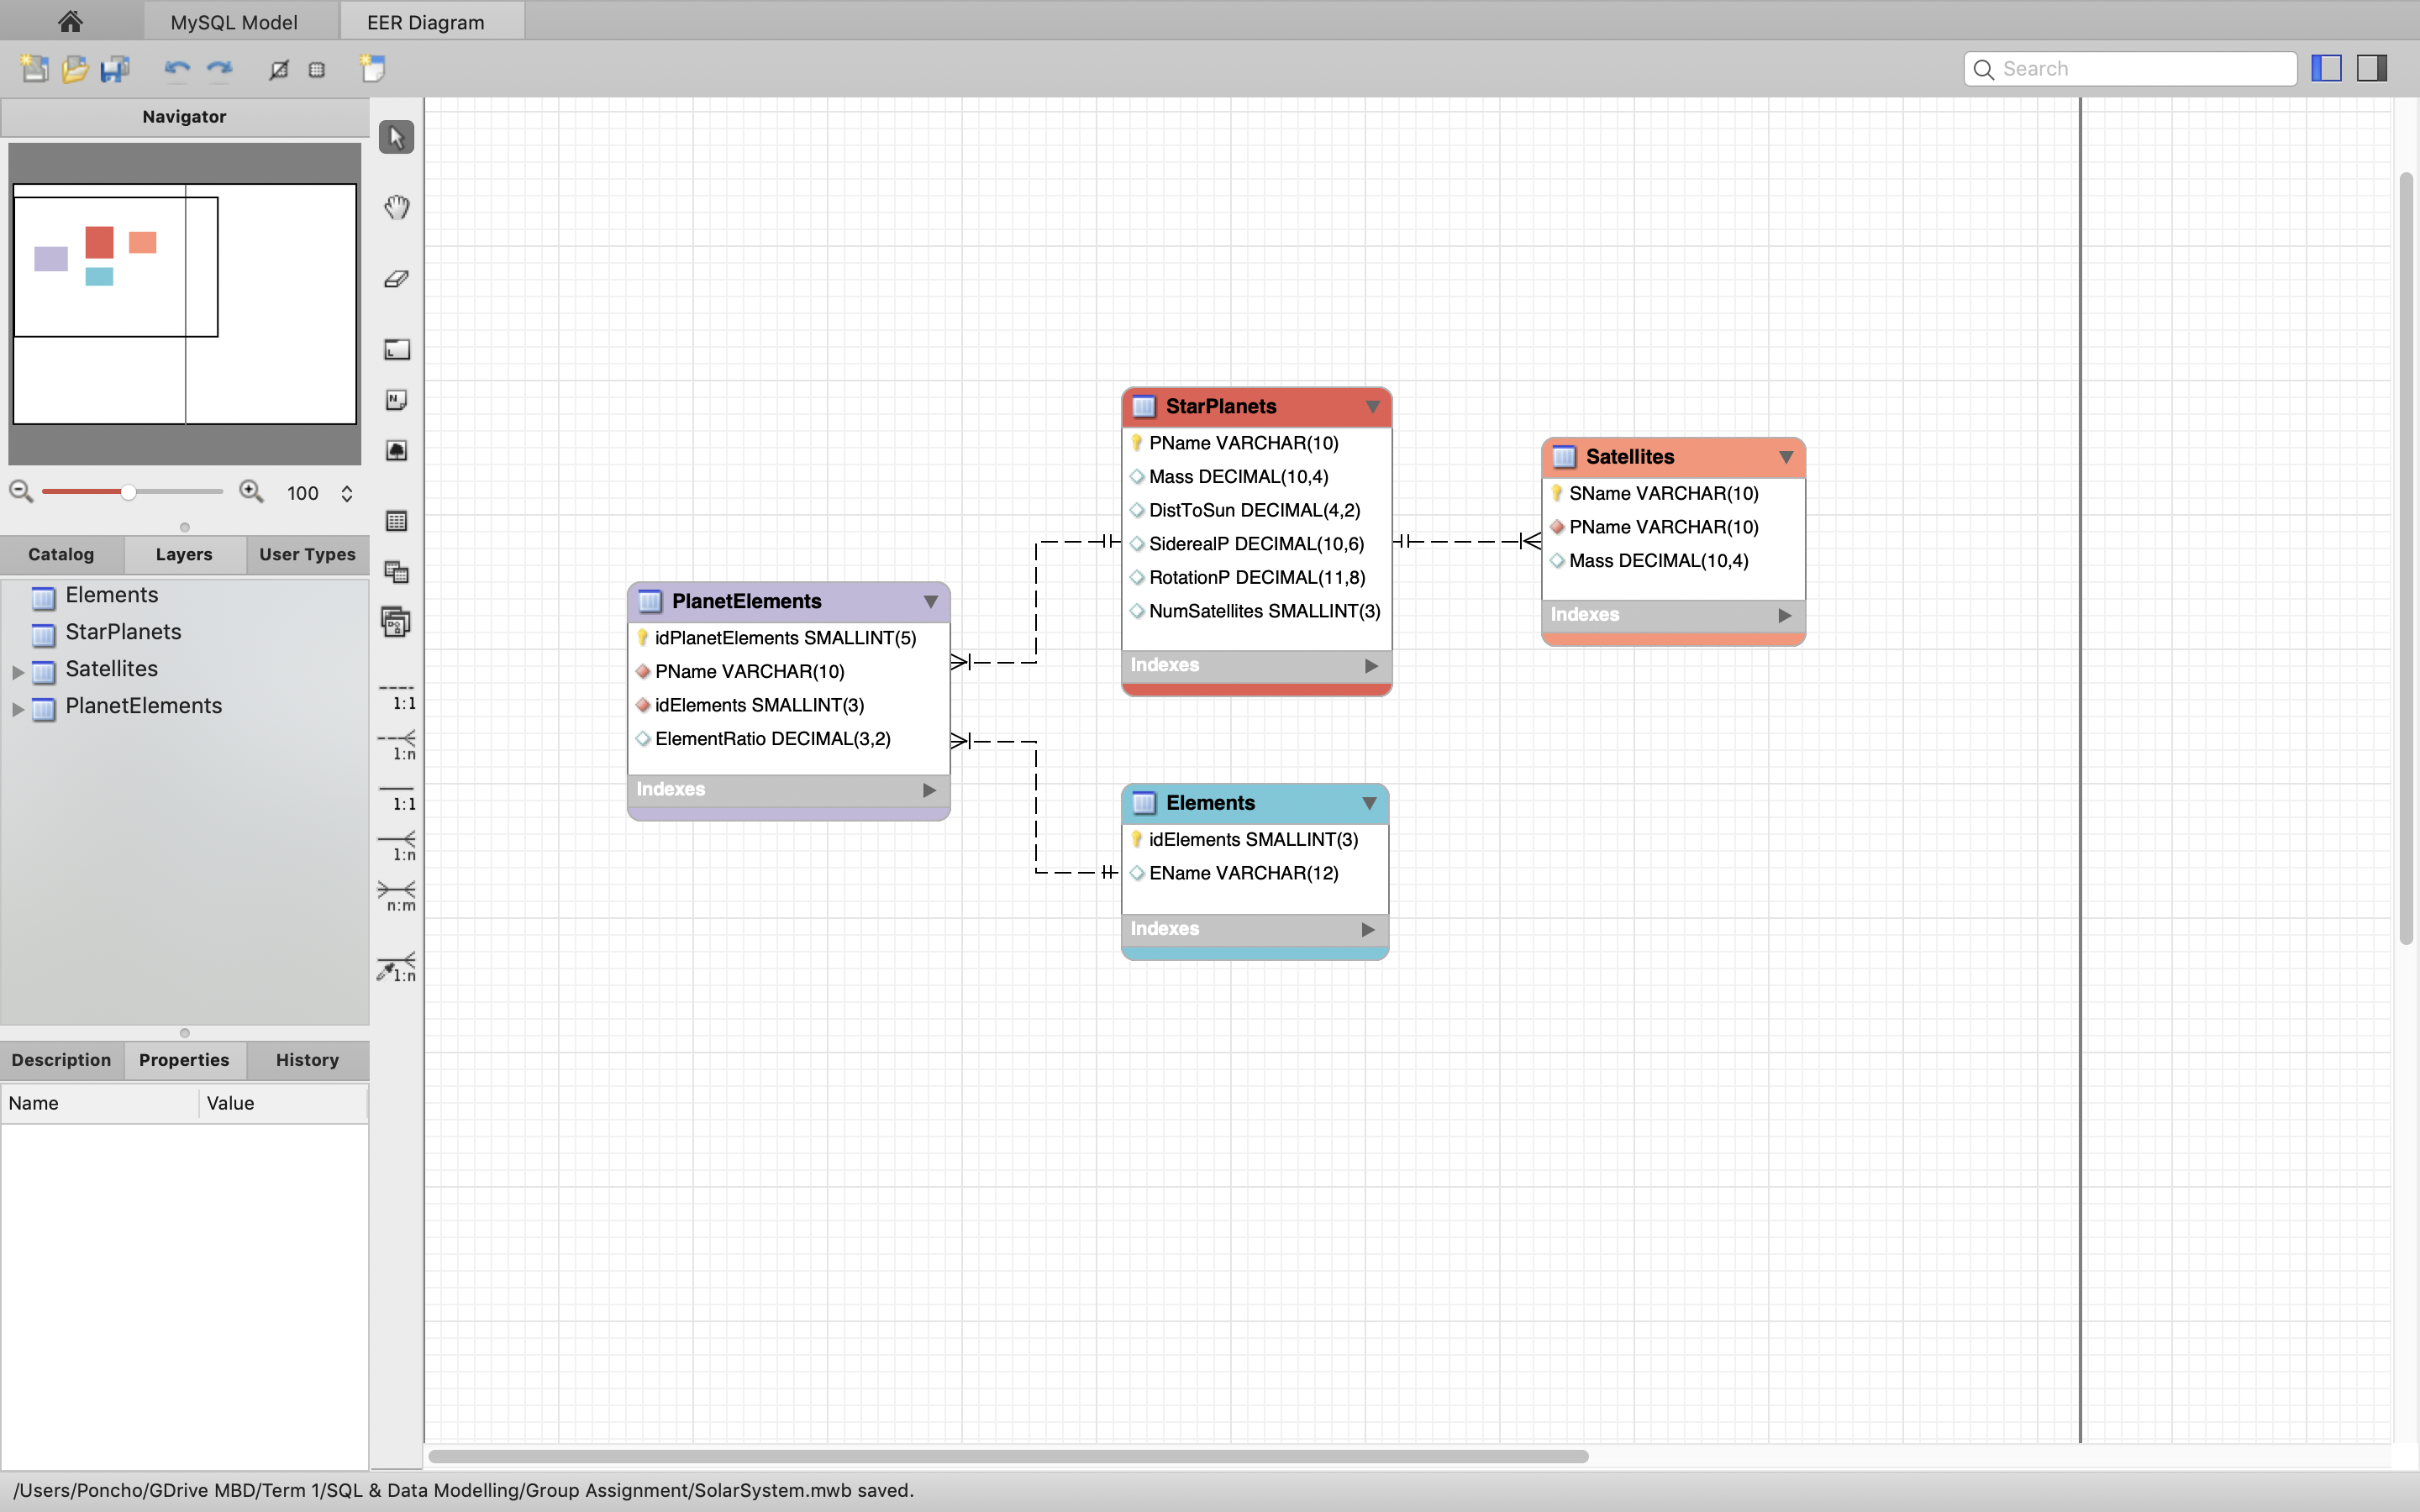 MySQL Model
EER Diagram
Search
Navigator
100
Catalog
Layers
User Types
Elements
StarPlanets
Satellites
PlanetElements
Description
Properties
History
Name
Value
1:1
1:n
1:1
1:n
n:m
1:n
PlanetElements
idPlanetElements SMALLINT(5)
PName VARCHAR(10)
idElements SMALLINT(3)
ElementRatio DECIMAL(3,2)
Indexes
StarPlanets
PName VARCHAR(10)
Mass DECIMAL(10,4)
DistToSun DECIMAL(4,2)
SiderealP DECIMAL(10,6)
RotationP DECIMAL(11,8)
NumSatellites SMALLINT(3)
Indexes
Satellites
SName VARCHAR(10)
PName VARCHAR(10)
Mass DECIMAL(10,4)
Indexes
Elements
idElements SMALLINT(3)
EName VARCHAR(12)
Indexes
/Users/Poncho/GDrive MBD/Term 1/SQL & Data Modelling/Group Assignment/SolarSystem.mwb saved.